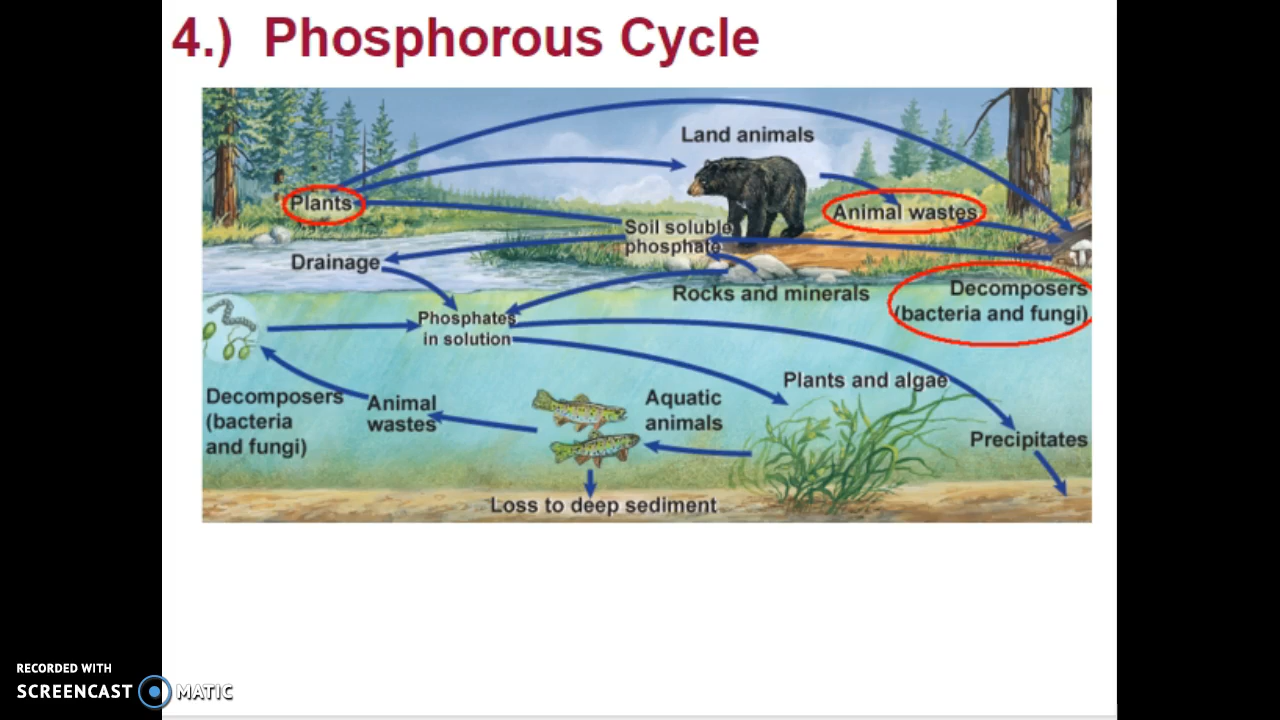 4.) Phosphorous Cycle
Land animals
Plants
Animal wastes
Soil soluble
phosphate
Drainage
Rocks and minerals
Decomposers
(bacteria and fungi)
Phosphates
in solution
Plants and algae
Decomposers
(bacteria
and fungi)
Animal
wastes
Aquatic
animals
Precipitates
Loss to deep sediment
RECORDED WITH
SCREENCAST MATIC